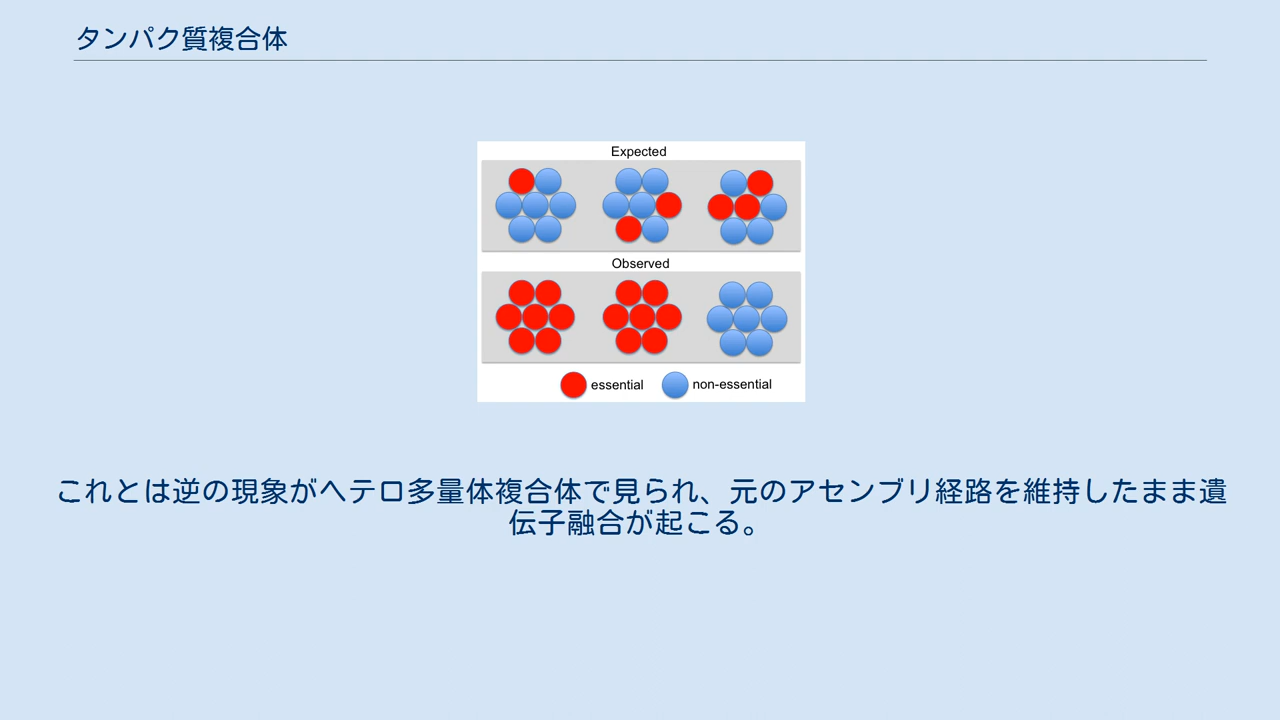 タンパク質複合体
Expected
Observed
essential
non-essential
これとは逆の現象がヘテロ多量体複合体で見られ、元のアセンブリ経路を維持したまま遺
伝子融合が起こる。